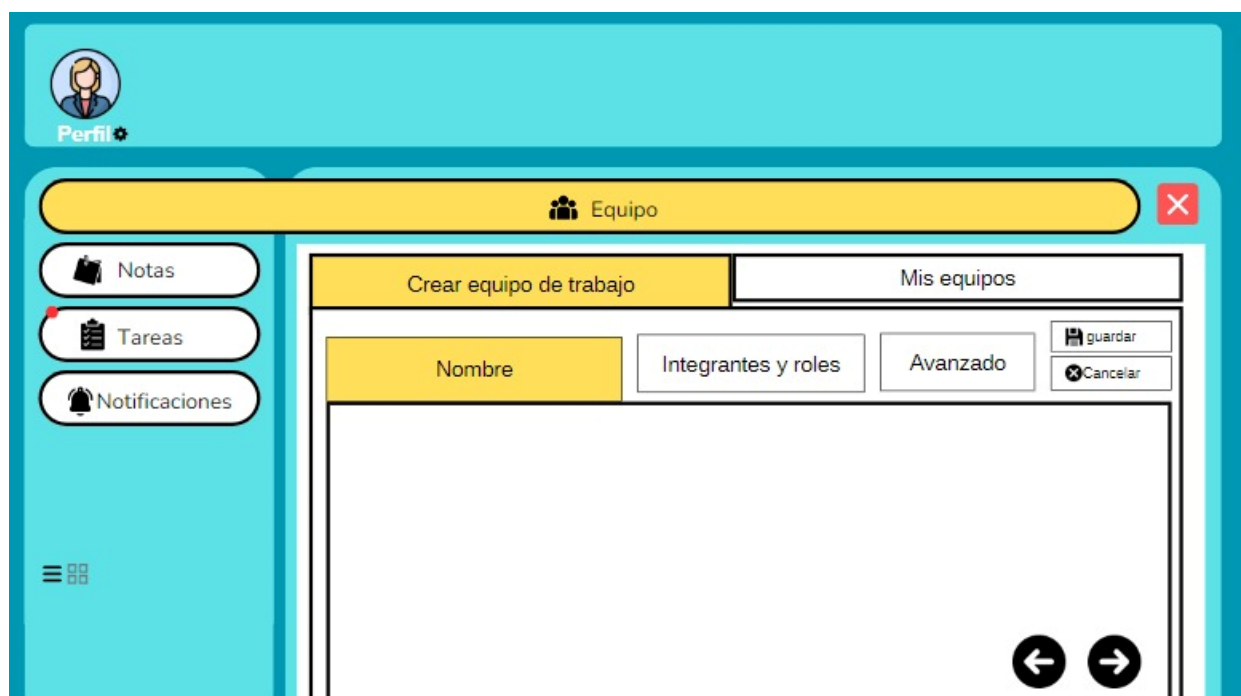 Perfil
Equipo
Notas
Tareas
Notificaciones
Crear equipo de trabajo
Mis equipos
Nombre
Integrantes y roles
Avanzado
guardar
Cancelar